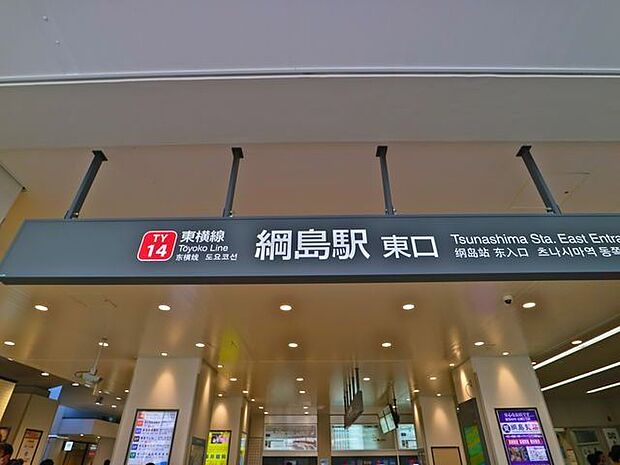 TY
14
東横線
Toyoko Line
东横线 도요코선
綱島駅 東口
Tsunashima Sta. East Entra
纲岛站 东入口 츠나시마역 동쪽